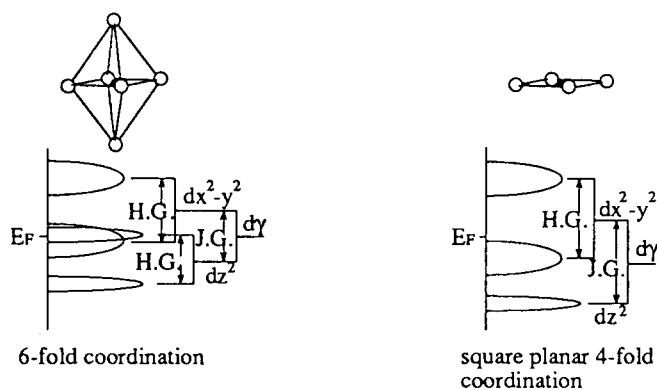 dx²-y²
H.G.
EF
J.G.
dγ
H.G.
dz²
6-fold coordination
dx²-y²
H.G.
EF
J.G.
dγ
dz²
square planar 4-fold
coordination